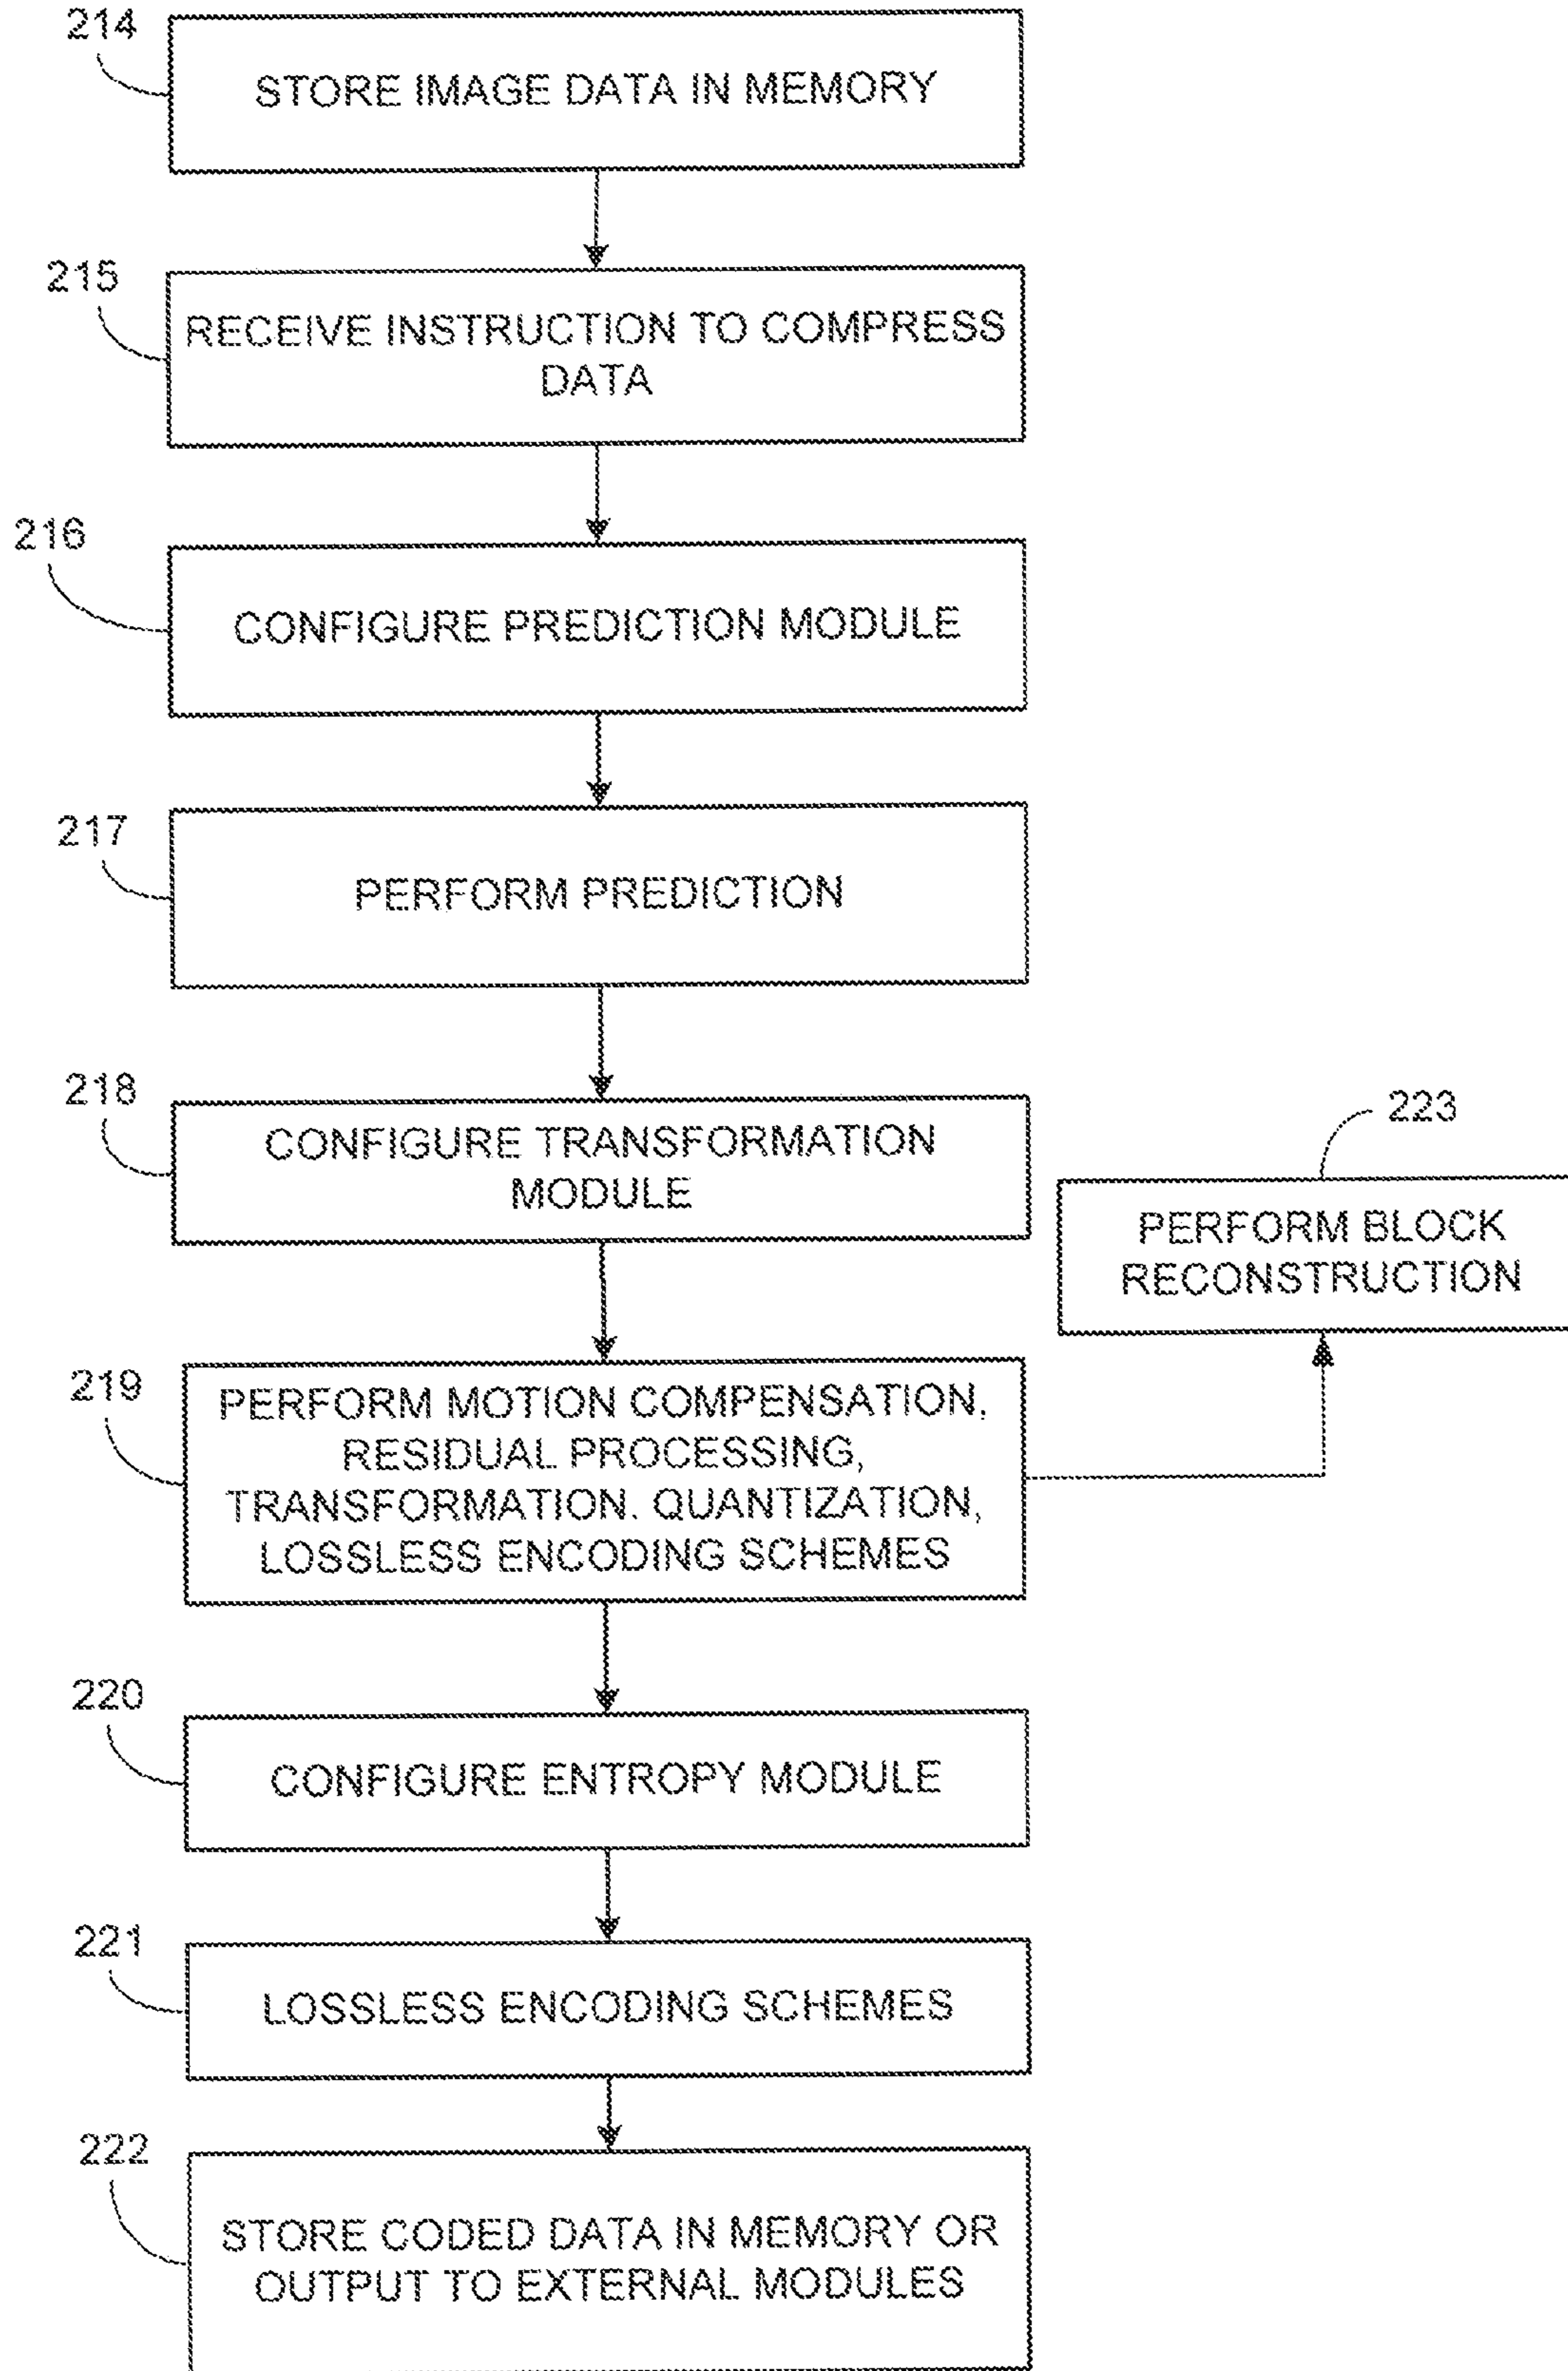 214
STORE IMAGE DATA IN MEMORY
215
RECEIVE INSTRUCTION TO COMPRESS
DATA
216
CONFIGURE PREDICTION MODULE
217
PERFORM PREDICTION
218
CONFIGURE TRANSFORMATION
MODULE
223
PERFORM BLOCK
RECONSTRUCTION
219
PERFORM MOTION COMPENSATION,
RESIDUAL PROCESSING,
TRANSFORMATION. QUANTIZATION,
LOSSLESS ENCODING SCHEMES
220
CONFIGURE ENTROPY MODULE
221
LOSSLESS ENCODING SCHEMES
222
STORE CODED DATA IN MEMORY OR
OUTPUT TO EXTERNAL MODULES